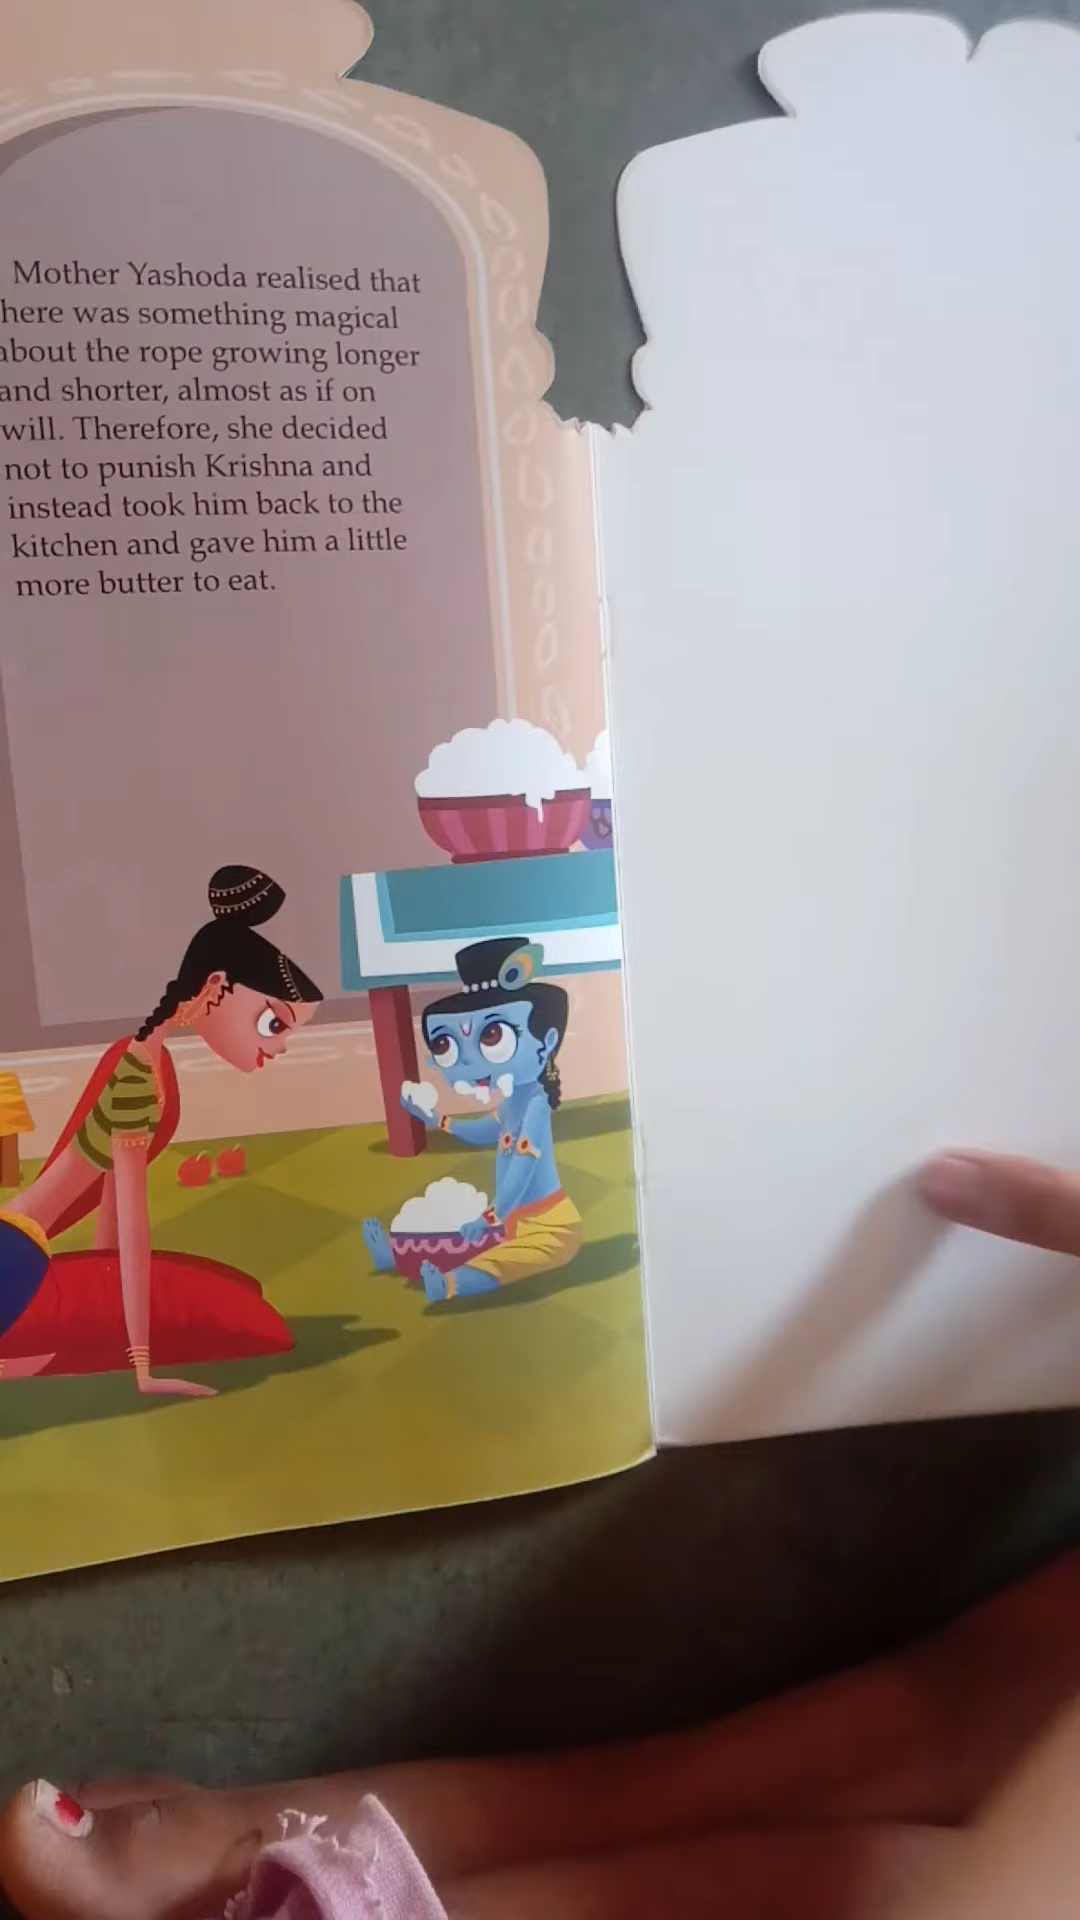 Mother Yashoda realised that
here was something magical
about the rope growing longer
and shorter, almost as if on
will. Therefore, she decided
not to punish Krishna and
instead took him back to the
kitchen and gave him a little
more butter to eat.